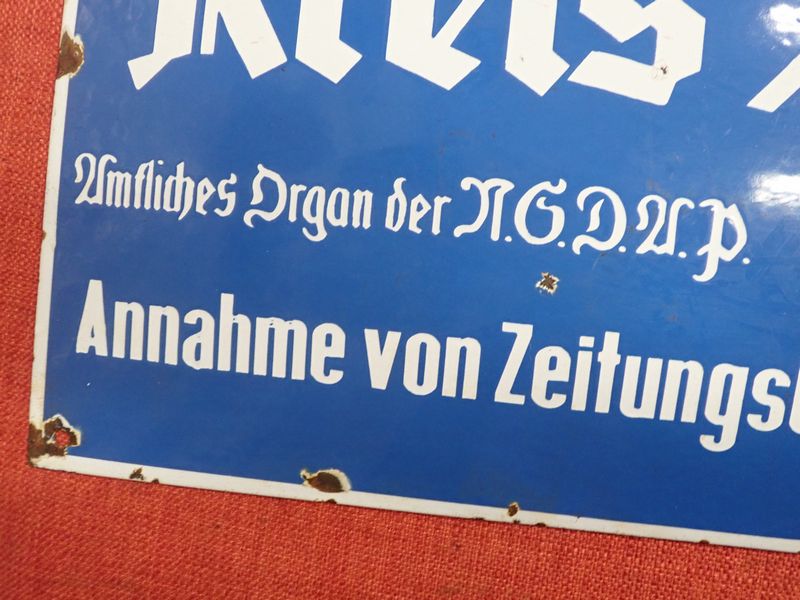 Kreis
Amtliches Organ der N.S.D.A.P.
Annahme von Zeitungs